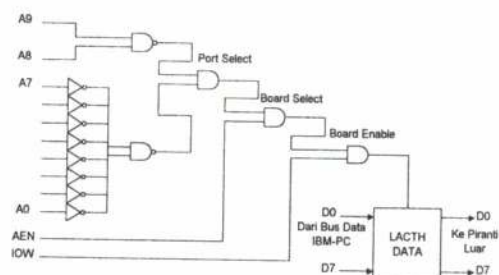 A9
A8
Port Select
A7
Board Select
Board Enable
A0
AEN
IOW
D0
Dari Bus Data
IBM-PC
D7
LACTH
DATA
D0
Ke Piranti
Luar
D7